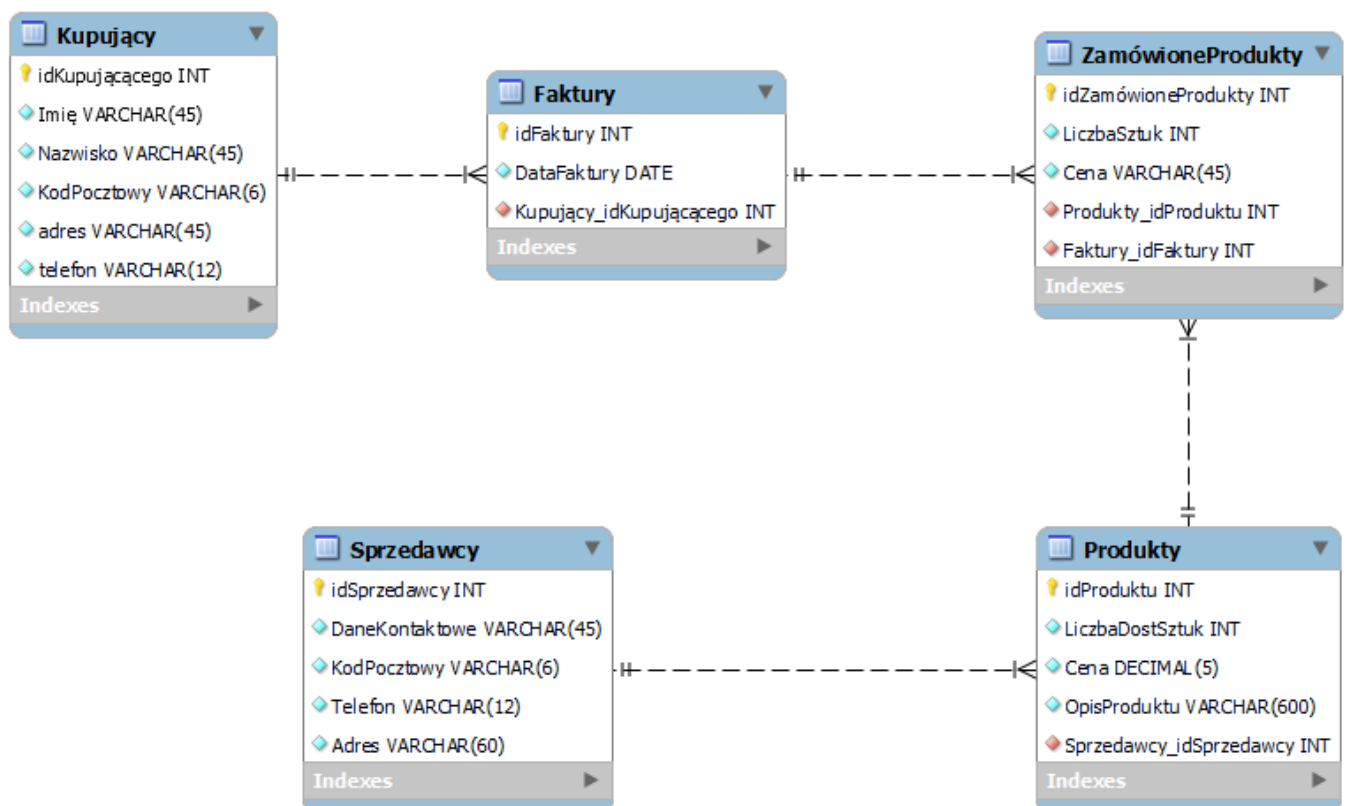 Kupujący
idKupującącego INT
Imię VARCHAR(45)
Nazwisko VARCHAR(45)
KodPocztowy VARCHAR(6)
adres VARCHAR(45)
telefon VARCHAR(12)
Indexes
Faktury
idFaktury INT
DataFaktury DATE
Kupujący_idKupującącego INT
Indexes
ZamówioneProdukty
idZamówioneProdukty INT
LiczbaSztuk INT
Cena VARCHAR(45)
Produkty_idProduktu INT
Faktury_idFaktury INT
Indexes
Sprzedawcy
idSprzedawcy INT
DaneKontaktowe VARCHAR(45)
KodPocztowy VARCHAR(6)
Telefon VARCHAR(12)
Adres VARCHAR(60)
Indexes
Produkty
idProduktu INT
LiczbaDostSztuk INT
Cena DECIMAL(5)
OpisProduktu VARCHAR(600)
Sprzedawcy_idSprzedawcy INT
Indexes